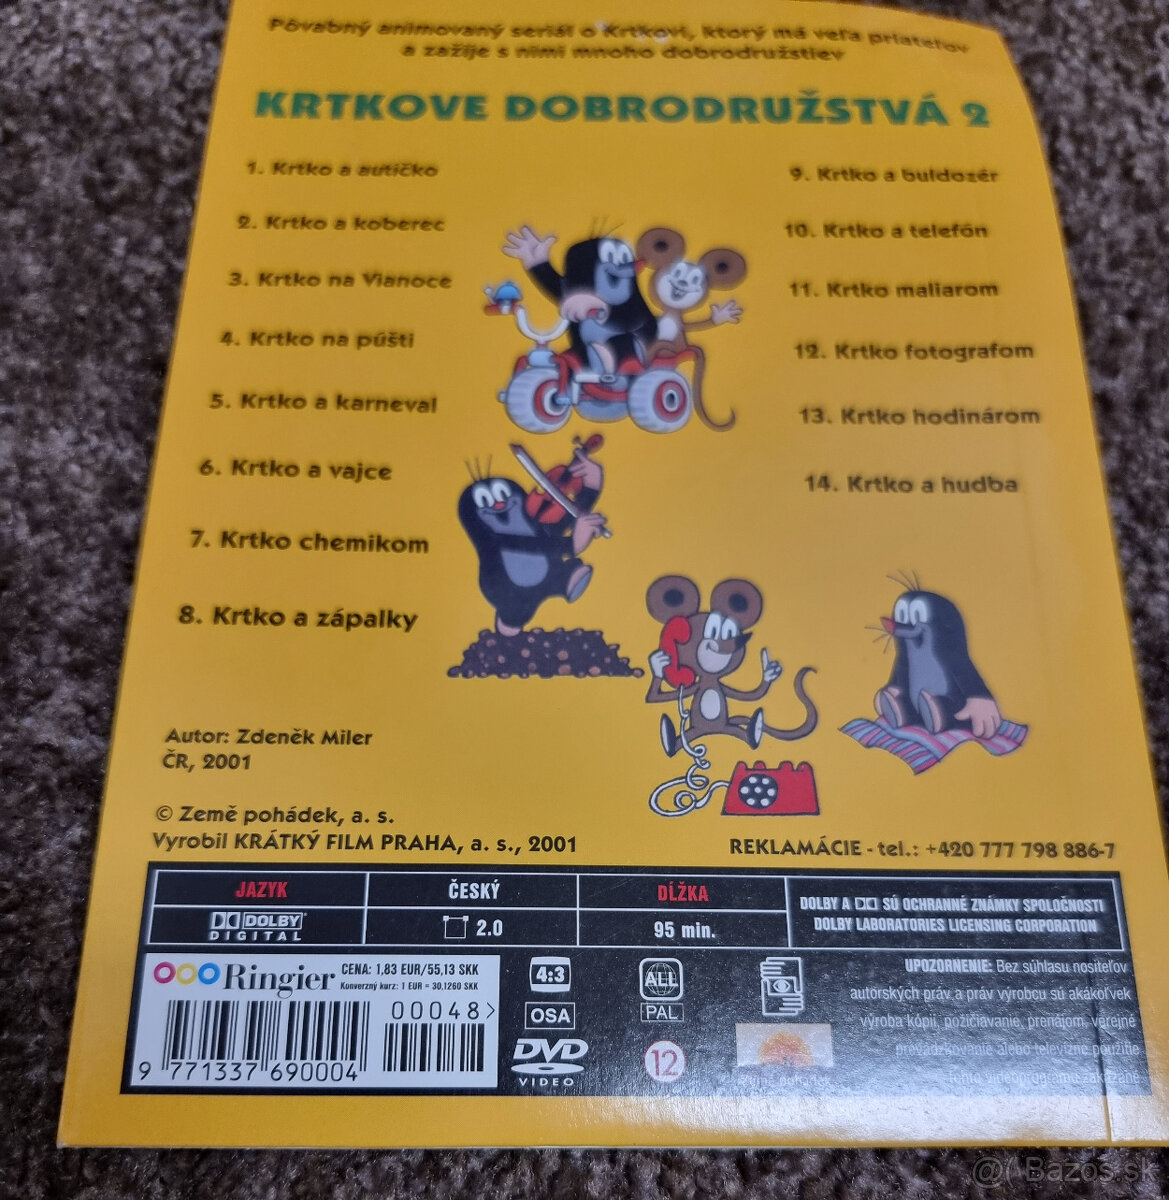 Pôvabný animovaný seriál o Krtkovi, ktorý má veľa priateľov
a zažije s nimi mnoho dobrodružstiev
KRTKOVE DOBRODRUŽSTVÁ 2
1. Krtko a autíčko
2. Krtko a koberec
3. Krtko na Vianoce
4. Krtko na púšti
5. Krtko a karneval
6. Krtko a vajce
7. Krtko chemikom
8. Krtko a zápalky
9. Krtko a buldozér
10. Krtko a telefón
11. Krtko maliarom
12. Krtko fotografom
13. Krtko hodinárom
14. Krtko a hudba
Autor: Zdeněk Miler
ČR, 2001
© Země pohádek, a. s.
Vyrobil KRÁTKÝ FILM PRAHA, a. s., 2001
REKLAMÁCIE - tel.: +420 777 798 886-7
JAZYK
ČESKÝ
DĹŽKA
DOLBY
DIGITAL
2.0
95 min.
DOLBY A DD SÚ OCHRANNÉ ZNÁMKY SPOLOČNOSTI
DOLBY LABORATORIES LICENSING CORPORATION
Ringier
CENA: 1,83 EUR/55,13 SKK
Konverzný kurz: 1 EUR = 30,1260 SKK
00048>
9 771337 690004
4:3
OSA
DVD
VIDEO
ALL
PAL
12
UPOZORNENIE: Bez súhlasu nositeľov
autorských práv a práv výrobcu sú akákoľvek
výroba kópií, požičiavanie, prenájom, verejné
prevádzkovanie alebo televízne použitie
tohto videoprogramu zakázané
@( Bazos.sk